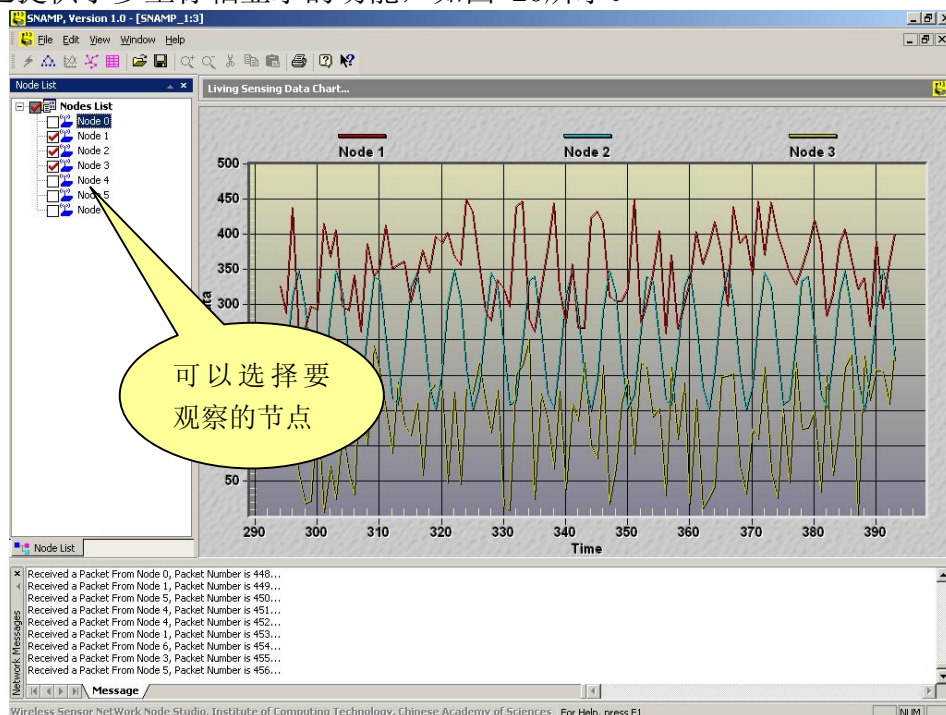 SNAMP, Version 1.0 - [SNAMP_1:3]
File Edit View Window Help
Node List
Living Sensing Data Chart...
Nodes List
Node 0
Node 1
Node 2
Node 3
Node 4
Node 5
Node
Node 1 Node 2 Node 3
500
450
400
350
300
50
290 300 310 320 330 340 350 360 370 380 390
Time
可以选择要
观察的节点
Node List
Received a Packet From Node 0, Packet Number is 448...
Received a Packet From Node 1, Packet Number is 449...
Received a Packet From Node 5, Packet Number is 450...
Received a Packet From Node 4, Packet Number is 451...
Received a Packet From Node 4, Packet Number is 452...
Received a Packet From Node 1, Packet Number is 453...
Received a Packet From Node 6, Packet Number is 454...
Received a Packet From Node 3, Packet Number is 455...
Received a Packet From Node 5, Packet Number is 456...
Network Messages
Message
Wireless Sensor NetWork Node Studio, Institute of Computing Technology, Chinese Academy of Sciences For Help, press F1 NUM